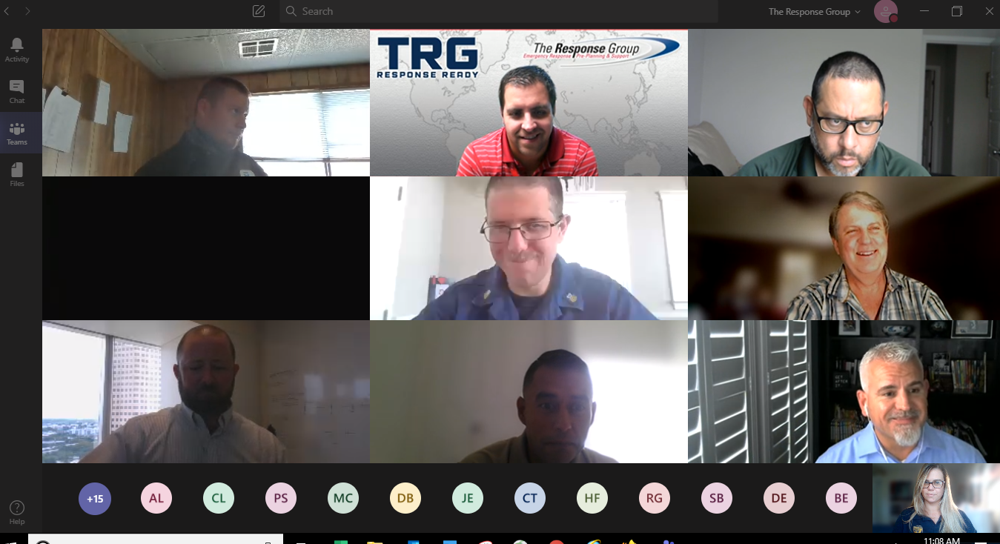 Search
The Response Group
Activity
Chat
Teams
Files
TRG
RESPONSE READY
The Response Group
Emergency Response Pre-Planning & Support
+15
AL
CL
PS
MC
DB
JE
CT
HF
RG
SB
DE
BE
Help
11:08 AM